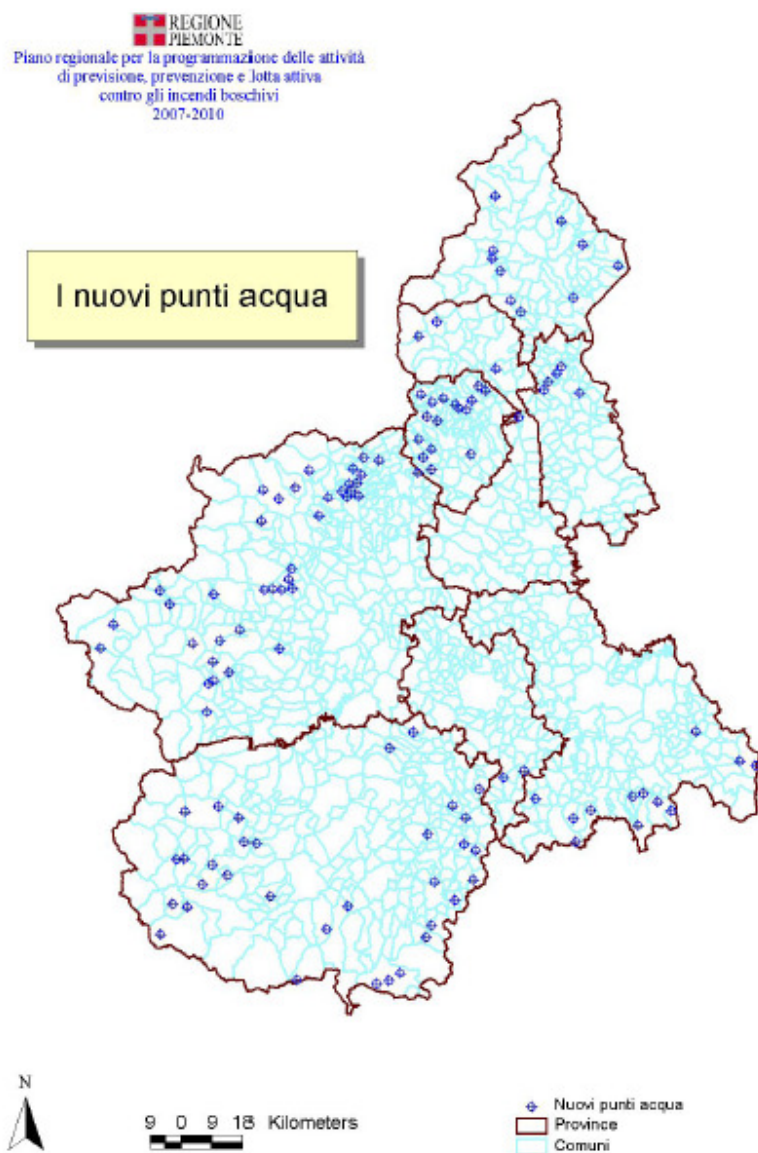 REGIONE
PIEMONTE
Piano regionale per la programmazione delle attività
di previsione, prevenzione e lotta attiva
contro gli incendi boschivi
2007-2010
I nuovi punti acqua
N
9 0 9 18 Kilometers
Nuovi punti acqua
Province
Comuni